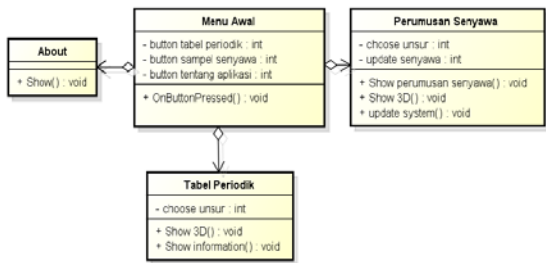 About
+ Show() : void
Menu Awal
- button tabel periodik : int
- button sampel senyawa : int
- button tentang aplikasi : int
+ OnButtonPressed() : void
Perumusan Senyawa
- choose unsur : int
- update senyawa : int
+ Show perumusan senyawa() : void
+ Show 3D() : void
+ update system() : void
Tabel Periodik
- choose unsur : int
+ Show 3D() : void
+ Show information() : void